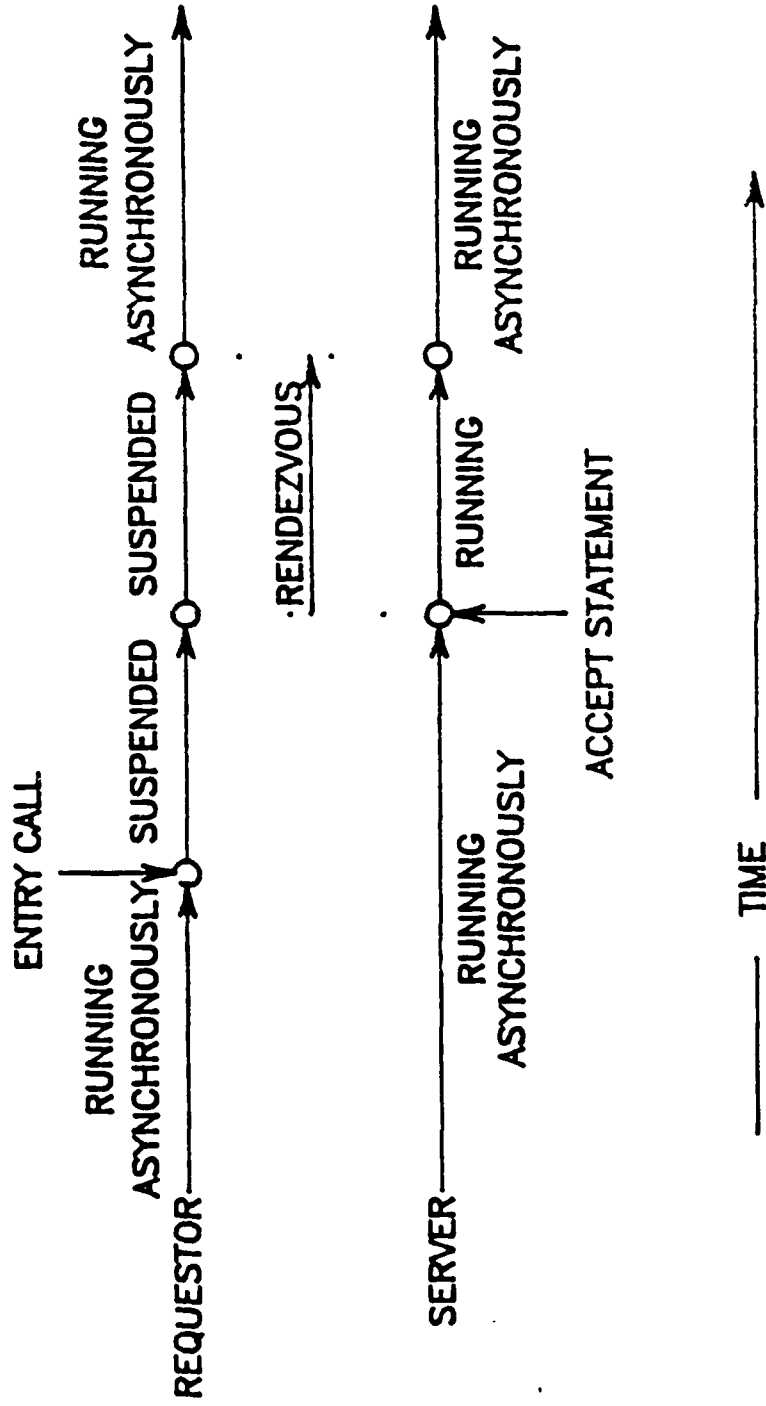 ENTRY CALL
RUNNING
ASYNCHRONOUSLY
SUSPENDED
SUSPENDED
RUNNING
ASYNCHRONOUSLY
REQUESTOR
RENDEZVOUS
SERVER
RUNNING
ASYNCHRONOUSLY
RUNNING
RUNNING
ASYNCHRONOUSLY
ACCEPT STATEMENT
TIME